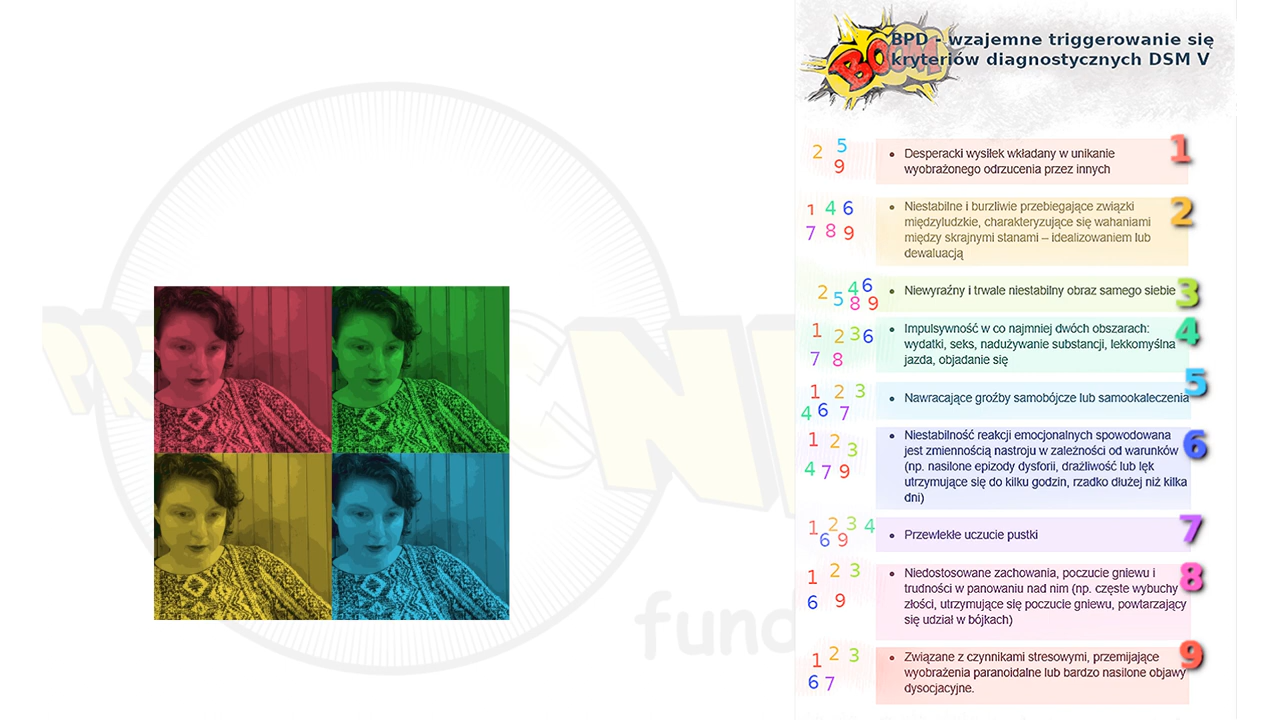 BOOM
BPD - wzajemne triggerowanie się
kryteriów diagnostycznych DSM V
2 5
9
• Desperacki wysiłek wkładany w unikanie
wyobrażonego odrzucenia przez innych
1
1 4 6
7 8 9
• Niestabilne i burzliwie przebiegające związki
międzyludzkie, charakteryzujące się wahaniami
między skrajnymi stanami – idealizowaniem lub
dewaluacją
2
2 5 4 6
8 9
• Niewyraźny i trwale niestabilny obraz samego siebie
3
1 2 3 6
7 8
• Impulsywność w co najmniej dwóch obszarach:
wydatki, seks, nadużywanie substancji, lekkomyślna
jazda, objadanie się
4
1 2 3
4 6 7
• Nawracające groźby samobójcze lub samookaleczenia
5
1 2 3
4 7 9
• Niestabilność reakcji emocjonalnych spowodowana
jest zmiennością nastroju w zależności od warunków
(np. nasilone epizody dysforii, drażliwość lub lęk
utrzymujące się do kilku godzin, rzadko dłużej niż kilka
dni)
6
1 2 3 4
6 9
• Przewlekłe uczucie pustki
7
1 2 3
6 9
• Niedostosowane zachowania, poczucie gniewu i
trudności w panowaniu nad nim (np. częste wybuchy
złości, utrzymujące się poczucie gniewu, powtarzający
się udział w bójkach)
8
1 2 3
6 7
• Związane z czynnikami stresowymi, przemijające
wyobrażenia paranoidalne lub bardzo nasilone objawy
dysocjacyjne.
9
fund